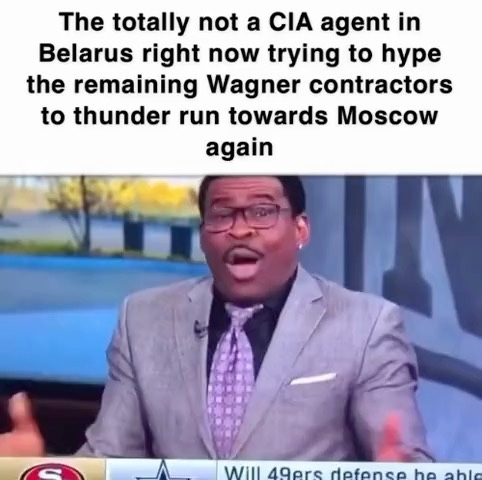 The totally not a CIA agent in
Belarus right now trying to hype
the remaining Wagner contractors
to thunder run towards Moscow
again
Will 49ers defense be able